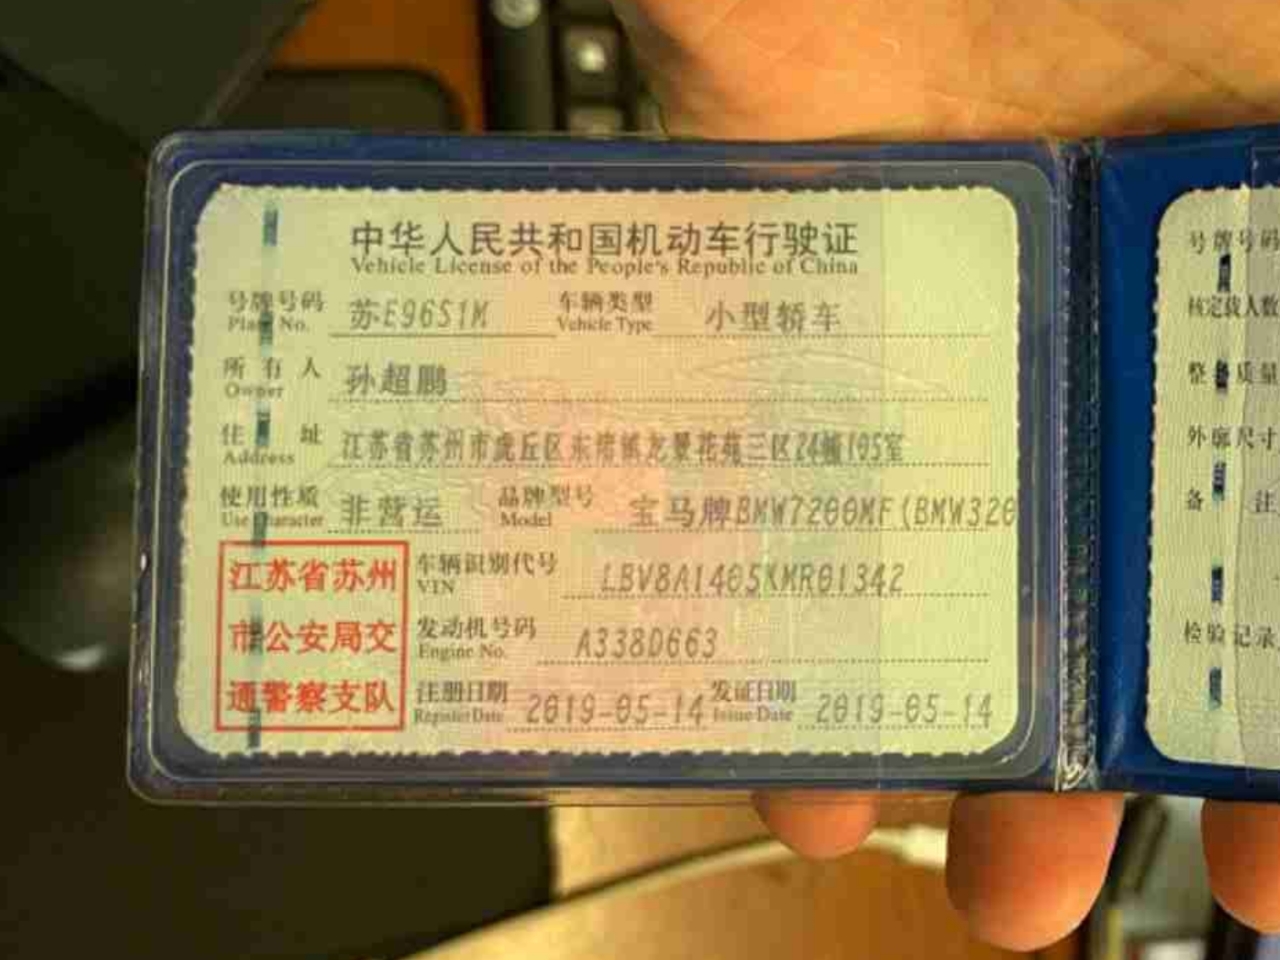 中华人民共和国机动车行驶证
Vehicle License of the People's Republic of China
号牌号码 苏E96S1M 车辆类型 小型轿车
Plate No. Vehicle Type
所有人 孙超鹏
Owner
住址 江苏省苏州市虎丘区东渚镇龙景花苑三区24幢105室
Address
使用性质 非营运 品牌型号 宝马牌BMW7200MF(BMW320
Use Character Model
江苏省苏州
市公安局交
通警察支队
车辆识别代号 LBV8A1405KMR01342
VIN
发动机号码 A338D663
Engine No.
注册日期 2019-05-14 发证日期 2019-05-14
Register Date Issue Date
号牌号码
核定载人数
整备质量
外廓尺寸
备注
检验记录